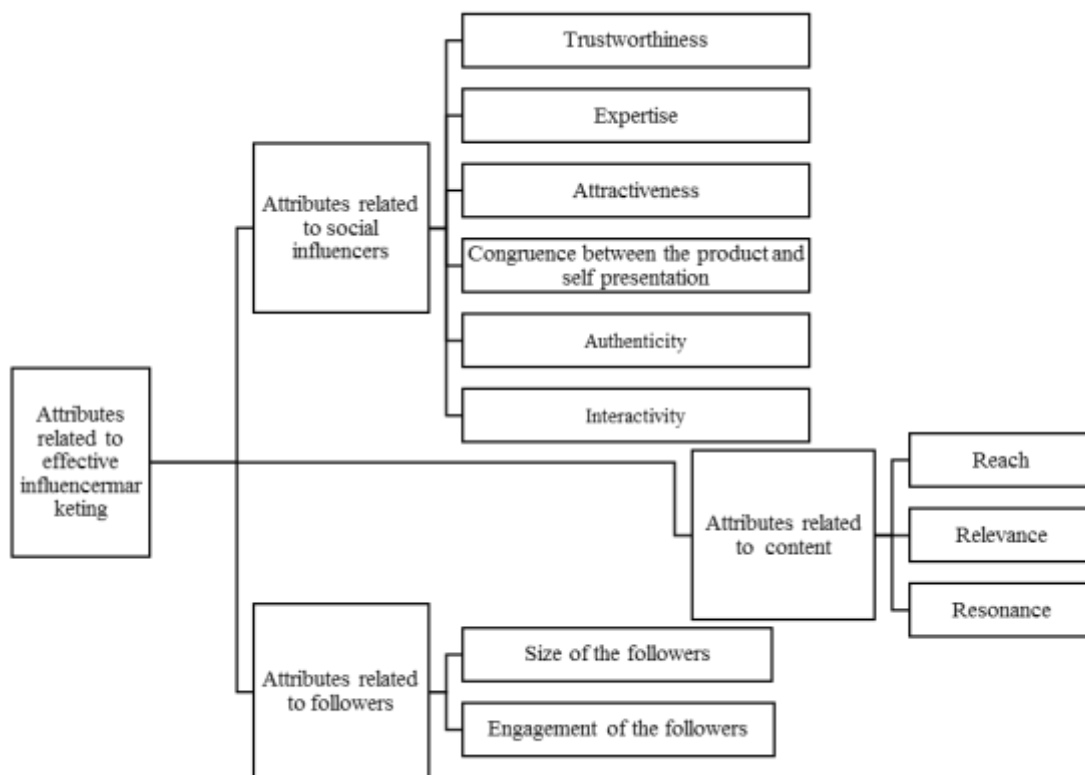 Attributes
related to
effective
influencermar
keting
Attributes related
to social
influencers
Trustworthiness
Expertise
Attractiveness
Congruence between the product and
self presentation
Authenticity
Interactivity
Attributes related
to content
Reach
Relevance
Resonance
Attributes related
to followers
Size of the followers
Engagement of the followers